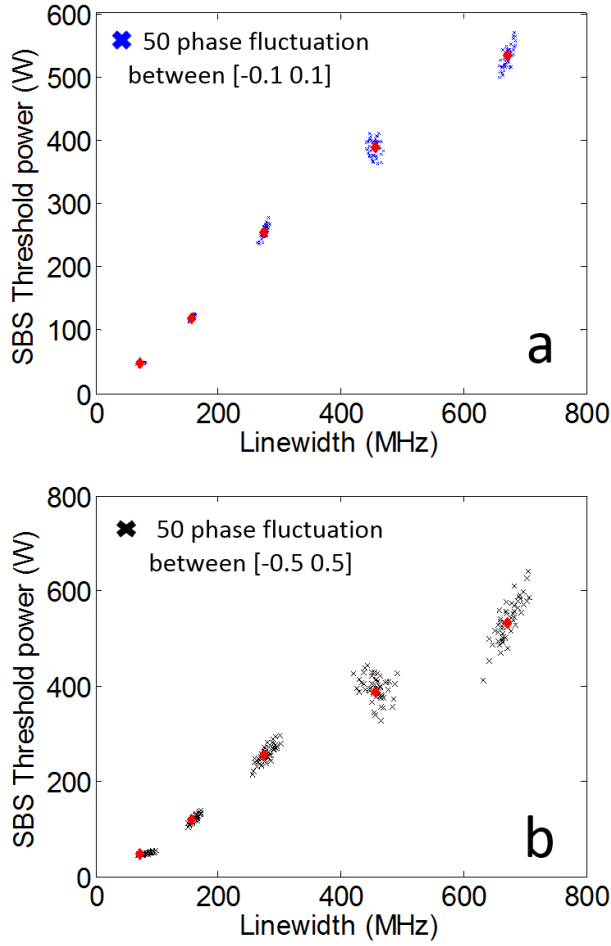 600
500
400
300
200
100
0
SBS Threshold power (W)
✖ 50 phase fluctuation
between [-0.1 0.1]
a
0 200 400 600 800
Linewidth (MHz)
800
600
400
200
0
SBS Threshold power (W)
✖ 50 phase fluctuation
between [-0.5 0.5]
b
0 200 400 600 800
Linewidth (MHz)